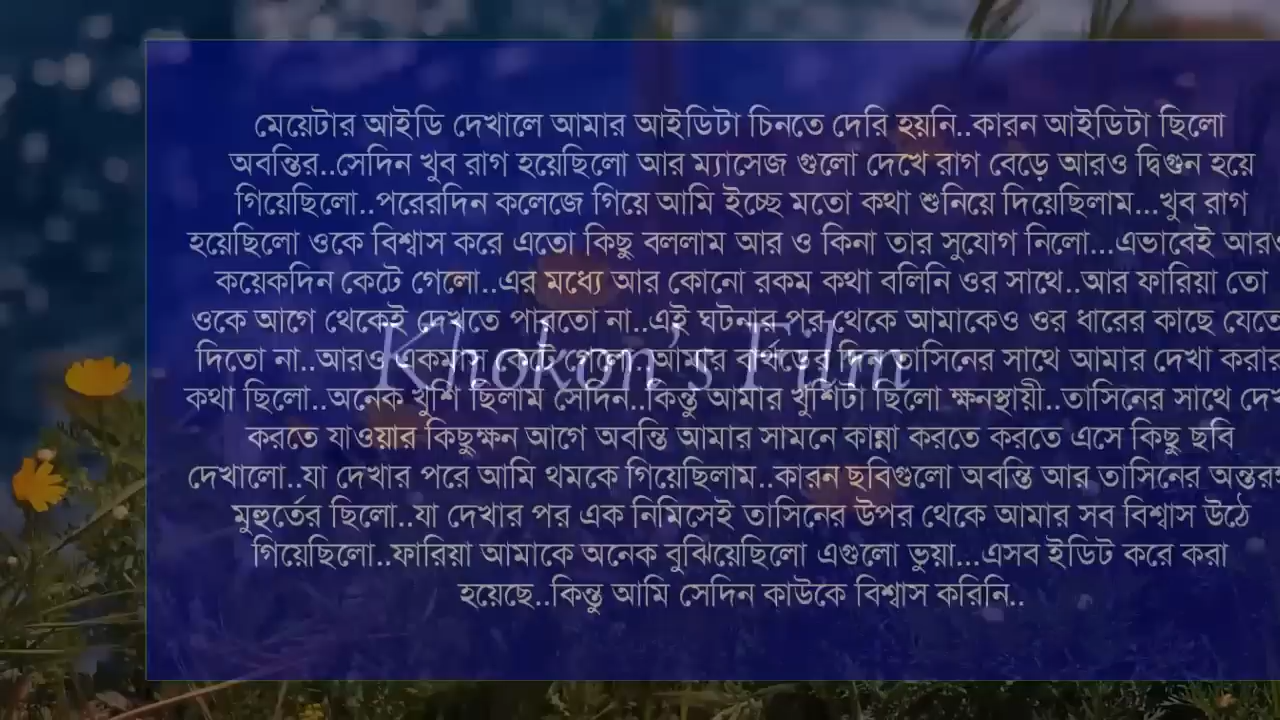 মেয়েটার আইডি দেখালে আমার আইডিটা চিনতে দেরি হয়নি..কারন আইডিটা ছিলো
অবন্তির..সেদিন খুব রাগ হয়েছিলো আর ম্যাসেজ গুলো দেখে রাগ বেড়ে আরও দ্বিগুন হয়ে
গিয়েছিলো..পরেরদিন কলেজে গিয়ে আমি ইচ্ছে মতো কথা শুনিয়ে দিয়েছিলাম...খুব রাগ
হয়েছিলো ওকে বিশ্বাস করে এতো কিছু বললাম আর ও কিনা তার সুযোগ নিলো...এভাবেই আরও
কয়েকদিন কেটে গেলো..এর মধ্যে আর কোনো রকম কথা বলিনি ওর সাথে..আর ফারিয়া তো
ওকে আগে থেকেই দেখতে পারতো না..এই ঘটনার পর থেকে আমাকেও ওর ধারের কাছে যেতে
দিতো না..আরও একমাস কেটে গেলো..আমার বার্থডের দিন তাসিনের সাথে আমার দেখা করার
কথা ছিলো..অনেক খুশি ছিলাম সেদিন..কিন্তু আমার খুশিটা ছিলো ক্ষনস্থায়ী..তাসিনের সাথে
করতে যাওয়ার কিছুক্ষন আগে অবন্তি আমার সামনে কান্না করতে করতে এসে কিছু ছবি
দেখালো..যা দেখার পরে আমি থমকে গিয়েছিলাম..কারন ছবিগুলো অবন্তি আর তাসিনের
মুহুর্তের ছিলো..যা দেখার পর এক নিমিসেই তাসিনের উপর থেকে আমার সব বিশ্বাস উঠে
গিয়েছিলো..ফারিয়া আমাকে অনেক বুঝিয়েছিলো এগুলো ভুয়া...এসব ইডিট করে করা
হয়েছে..কিন্তু আমি সেদিন কাউকে বিশ্বাস করিনি..
Khokon's Film